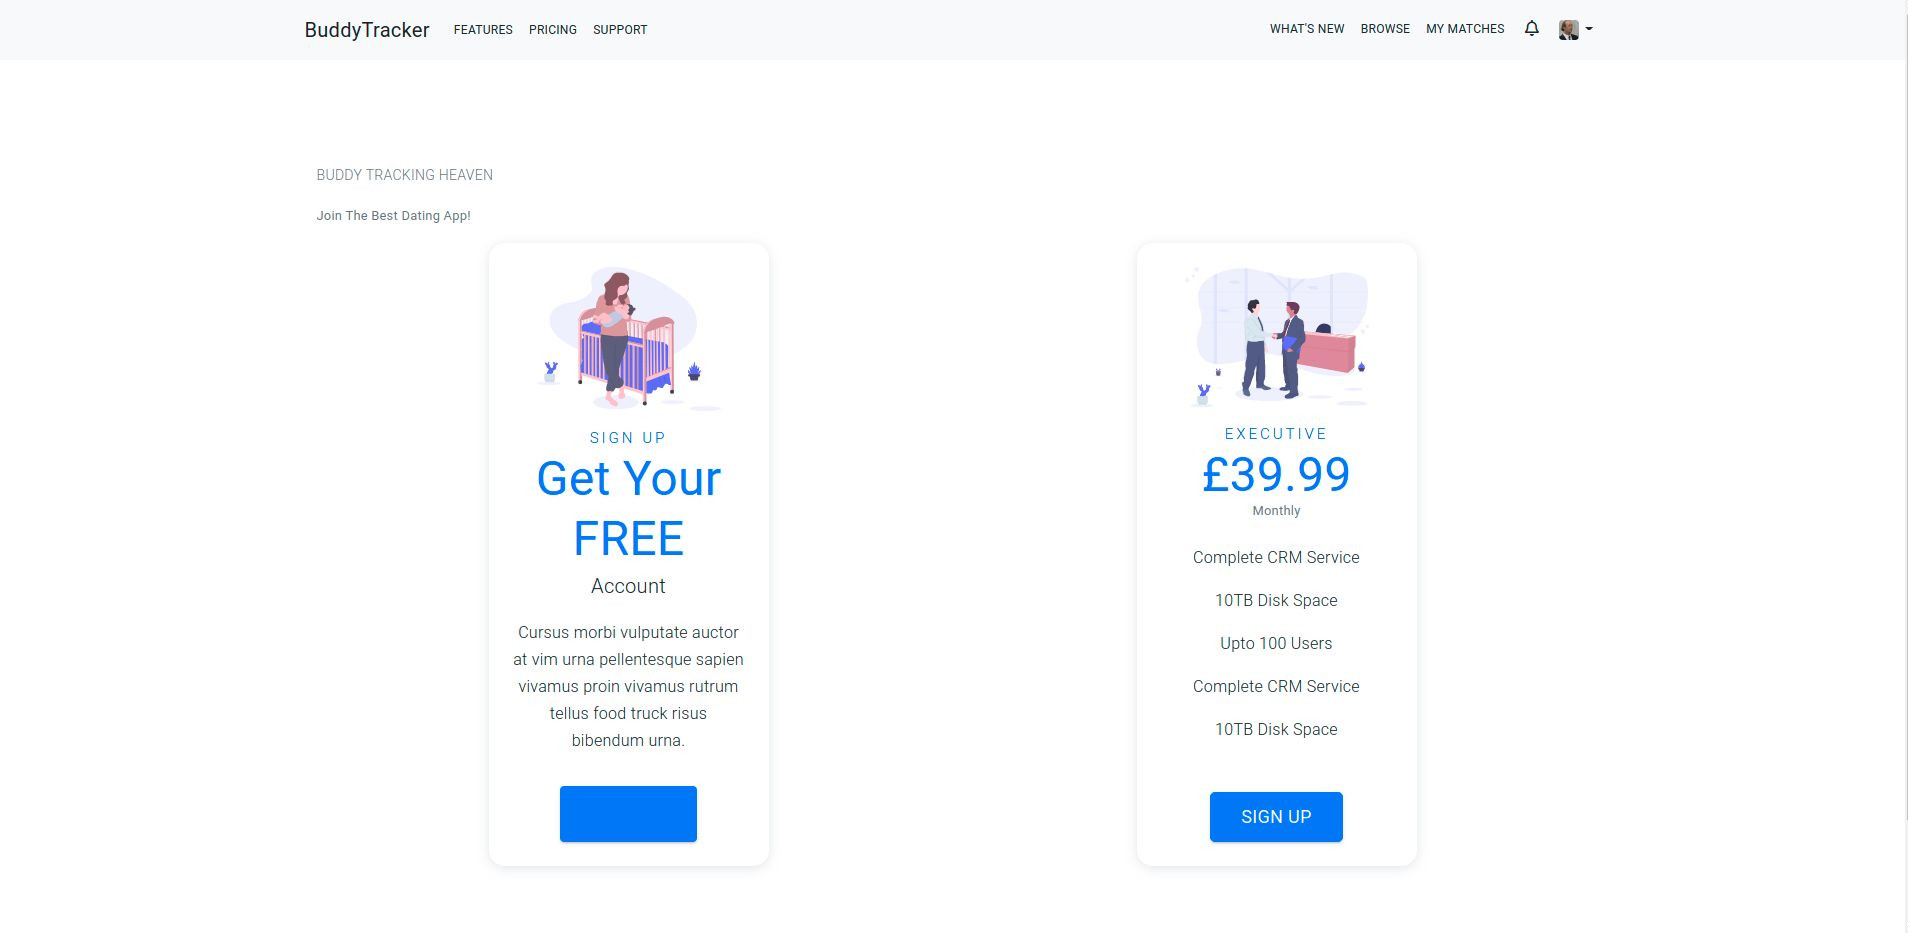 BuddyTracker FEATURES PRICING SUPPORT WHAT'S NEW BROWSE MY MATCHES
BUDDY TRACKING HEAVEN
Join The Best Dating App!
SIGN UP
Get Your
FREE
Account
Cursus morbi vulputate auctor
at vim urna pellentesque sapien
vivamus proin vivamus rutrum
tellus food truck risus
bibendum urna.
EXECUTIVE
£39.99
Monthly
Complete CRM Service
10TB Disk Space
Upto 100 Users
Complete CRM Service
10TB Disk Space
SIGN UP